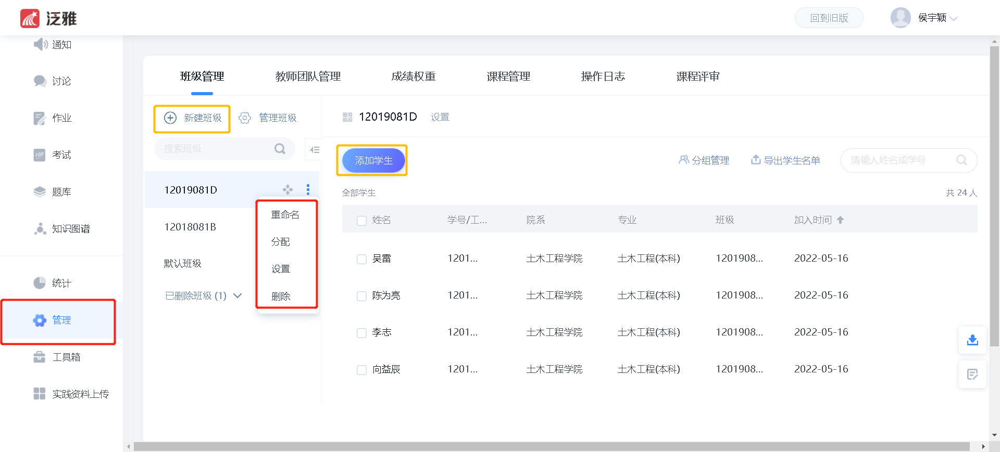 泛雅
回到旧版
侯宇颖
通知
讨论
作业
100
考试
题库
知识图谱
统计
管理
工具箱
实践资料上传
班级管理 教师团队管理 成绩权重 课程管理 操作日志 课程评审
新建班级 管理班级
搜索班级
12019081D
12018081B
默认班级
已删除班级 (1)
重命名
分配
设置
删除
12019081D 设置
添加学生 分组管理 导出学生名单 请输入姓名或学号
全部学生 共 24 人
姓名 学号/工... 院系 专业 班级 加入时间
吴雷 1201... 土木工程学院 土木工程(本科) 1201908... 2022-05-16
陈为亮 1201... 土木工程学院 土木工程(本科) 1201908... 2022-05-16
李志 1201... 土木工程学院 土木工程(本科) 1201908... 2022-05-16
向益辰 1201... 土木工程学院 土木工程(本科) 1201908... 2022-05-16